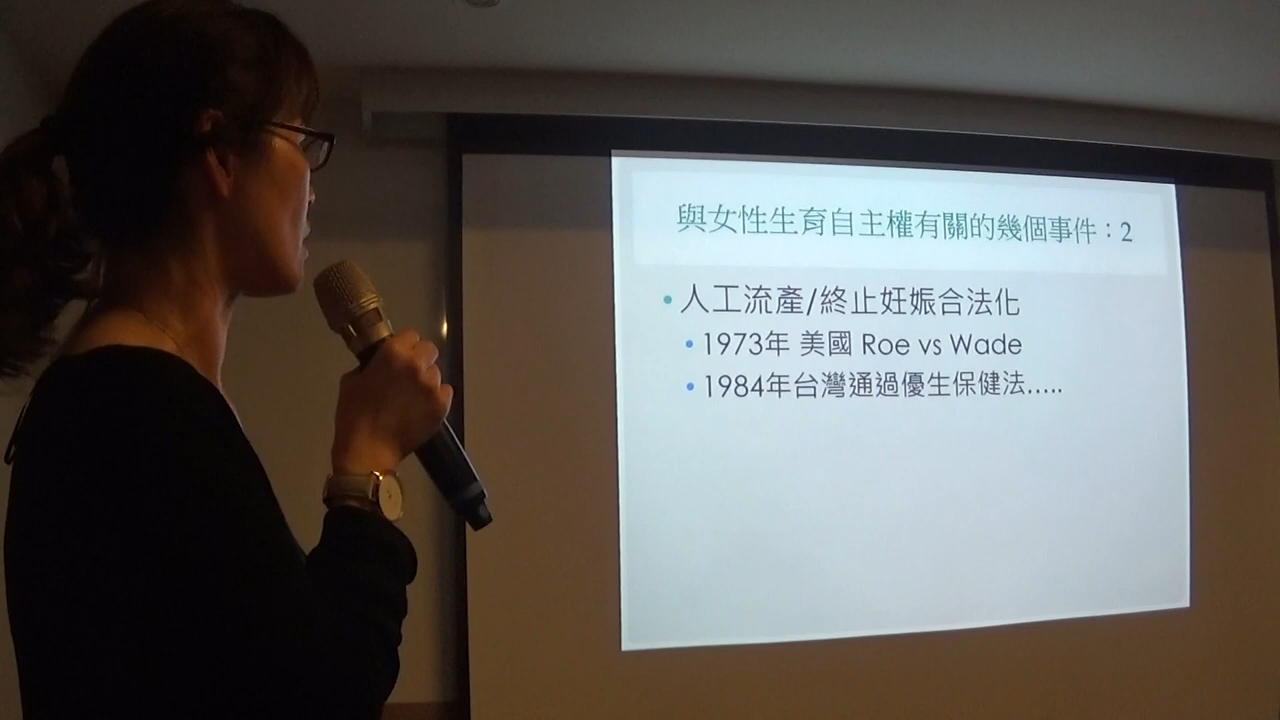 與女性生育自主權有關的幾個事件：2
•人工流產/終止妊娠合法化
•1973年 美國 Roe vs Wade
•1984年台灣通過優生保健法.....